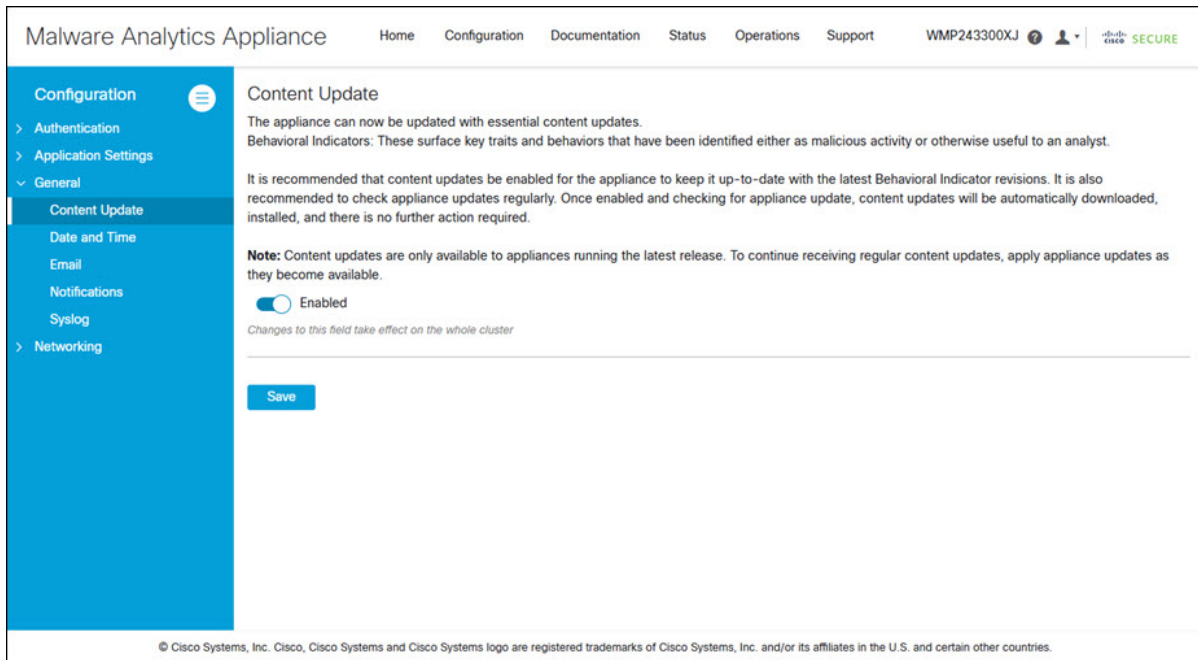 Malware Analytics Appliance
Home Configuration Documentation Status Operations Support
WMP243300XJ
CISCO SECURE
Configuration
Authentication
Application Settings
General
Content Update
Date and Time
Email
Notifications
Syslog
Networking
Content Update
The appliance can now be updated with essential content updates.
Behavioral Indicators: These surface key traits and behaviors that have been identified either as malicious activity or otherwise useful to an analyst.
It is recommended that content updates be enabled for the appliance to keep it up-to-date with the latest Behavioral Indicator revisions. It is also
recommended to check appliance updates regularly. Once enabled and checking for appliance update, content updates will be automatically downloaded,
installed, and there is no further action required.
Note: Content updates are only available to appliances running the latest release. To continue receiving regular content updates, apply appliance updates as
they become available.
Enabled
Changes to this field take effect on the whole cluster
Save
© Cisco Systems, Inc. Cisco, Cisco Systems and Cisco Systems logo are registered trademarks of Cisco Systems, Inc. and/or its affiliates in the U.S. and certain other countries.